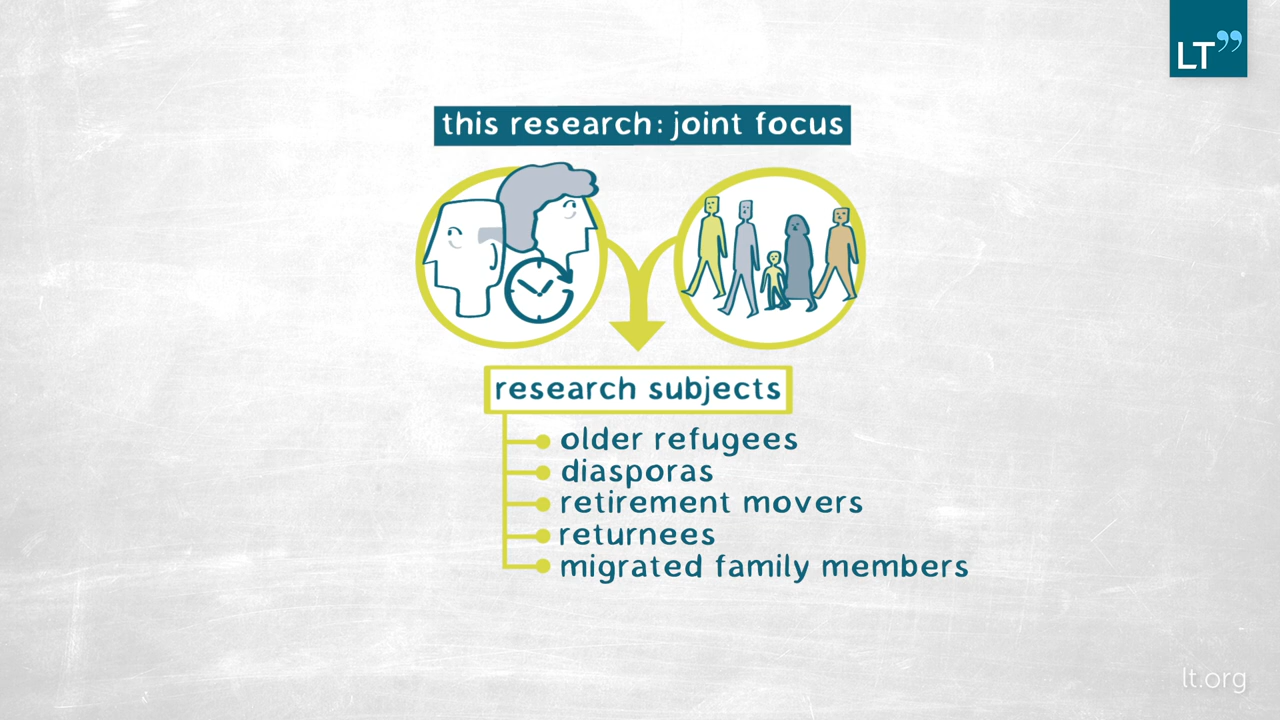 LT”
this research: joint focus
research subjects
older refugees
diasporas
retirement movers
returnees
migrated family members
lt.org